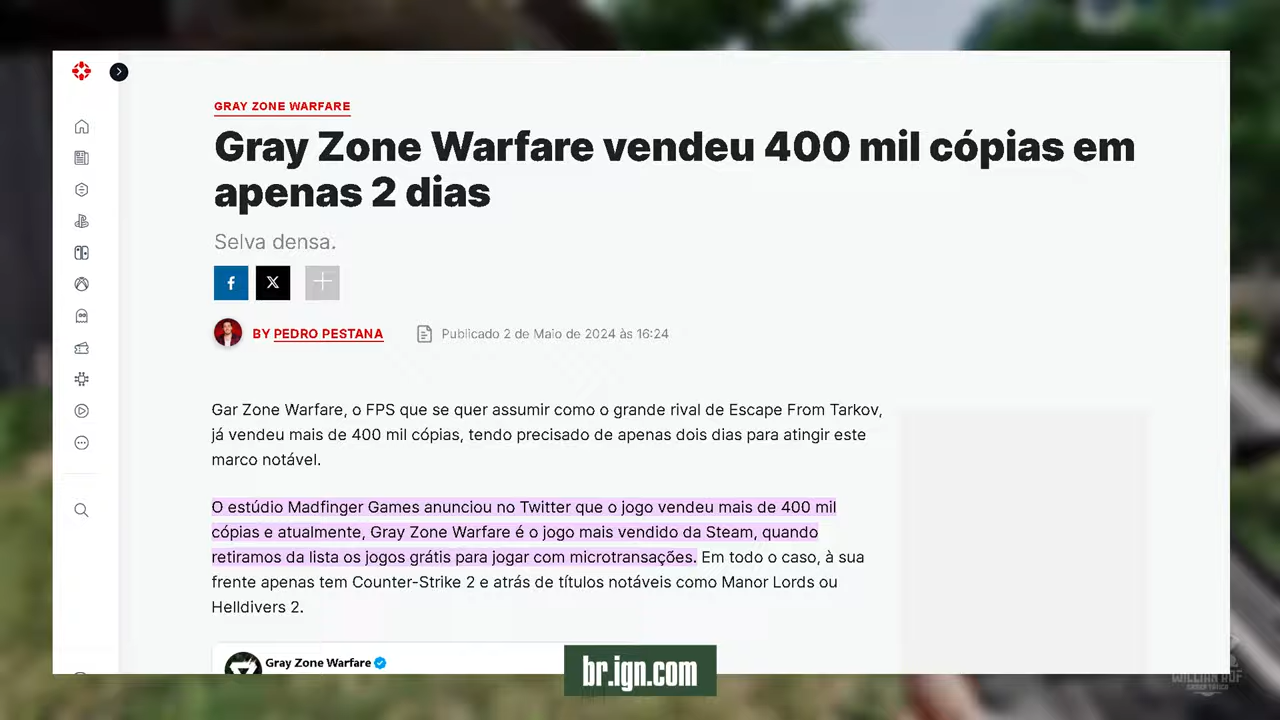 GRAY ZONE WARFARE
Gray Zone Warfare vendeu 400 mil cópias em
apenas 2 dias
Selva densa.
BY PEDRO PESTANA
Publicado 2 de Maio de 2024 às 16:24
Gar Zone Warfare, o FPS que se quer assumir como o grande rival de Escape From Tarkov,
já vendeu mais de 400 mil cópias, tendo precisado de apenas dois dias para atingir este
marco notável.
O estúdio Madfinger Games anunciou no Twitter que o jogo vendeu mais de 400 mil
cópias e atualmente, Gray Zone Warfare é o jogo mais vendido da Steam, quando
retiramos da lista os jogos grátis para jogar com microtransações. Em todo o caso, à sua
frente apenas tem Counter-Strike 2 e atrás de títulos notáveis como Manor Lords ou
Helldivers 2.
Gray Zone Warfare
br.ign.com